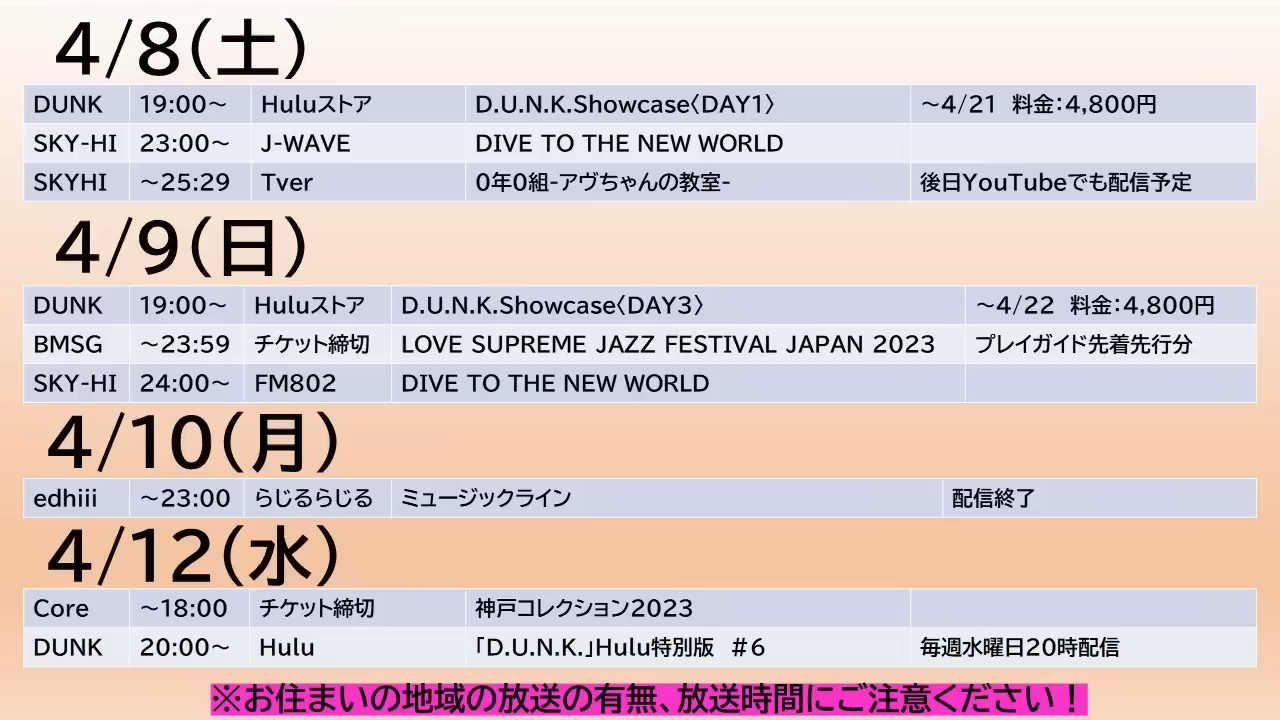 4/8(土)
DUNK 19:00～ Huluストア D.U.N.K.Showcase〈DAY1〉 ～4/21 料金:4,800円
SKY-HI 23:00～ J-WAVE DIVE TO THE NEW WORLD
SKYHI ～25:29 Tver 0年0組-アヴちゃんの教室- 後日YouTubeでも配信予定
4/9(日)
DUNK 19:00～ Huluストア D.U.N.K.Showcase〈DAY3〉 ～4/22 料金:4,800円
BMSG ～23:59 チケット締切 LOVE SUPREME JAZZ FESTIVAL JAPAN 2023 プレイガイド先着先行分
SKY-HI 24:00～ FM802 DIVE TO THE NEW WORLD
4/10(月)
edhiii ～23:00 らじるらじる ミュージックライン 配信終了
4/12(水)
Core ～18:00 チケット締切 神戸コレクション2023
DUNK 20:00～ Hulu 「D.U.N.K.」Hulu特別版 #6 毎週水曜日20時配信
※お住まいの地域の放送の有無、放送時間にご注意ください!